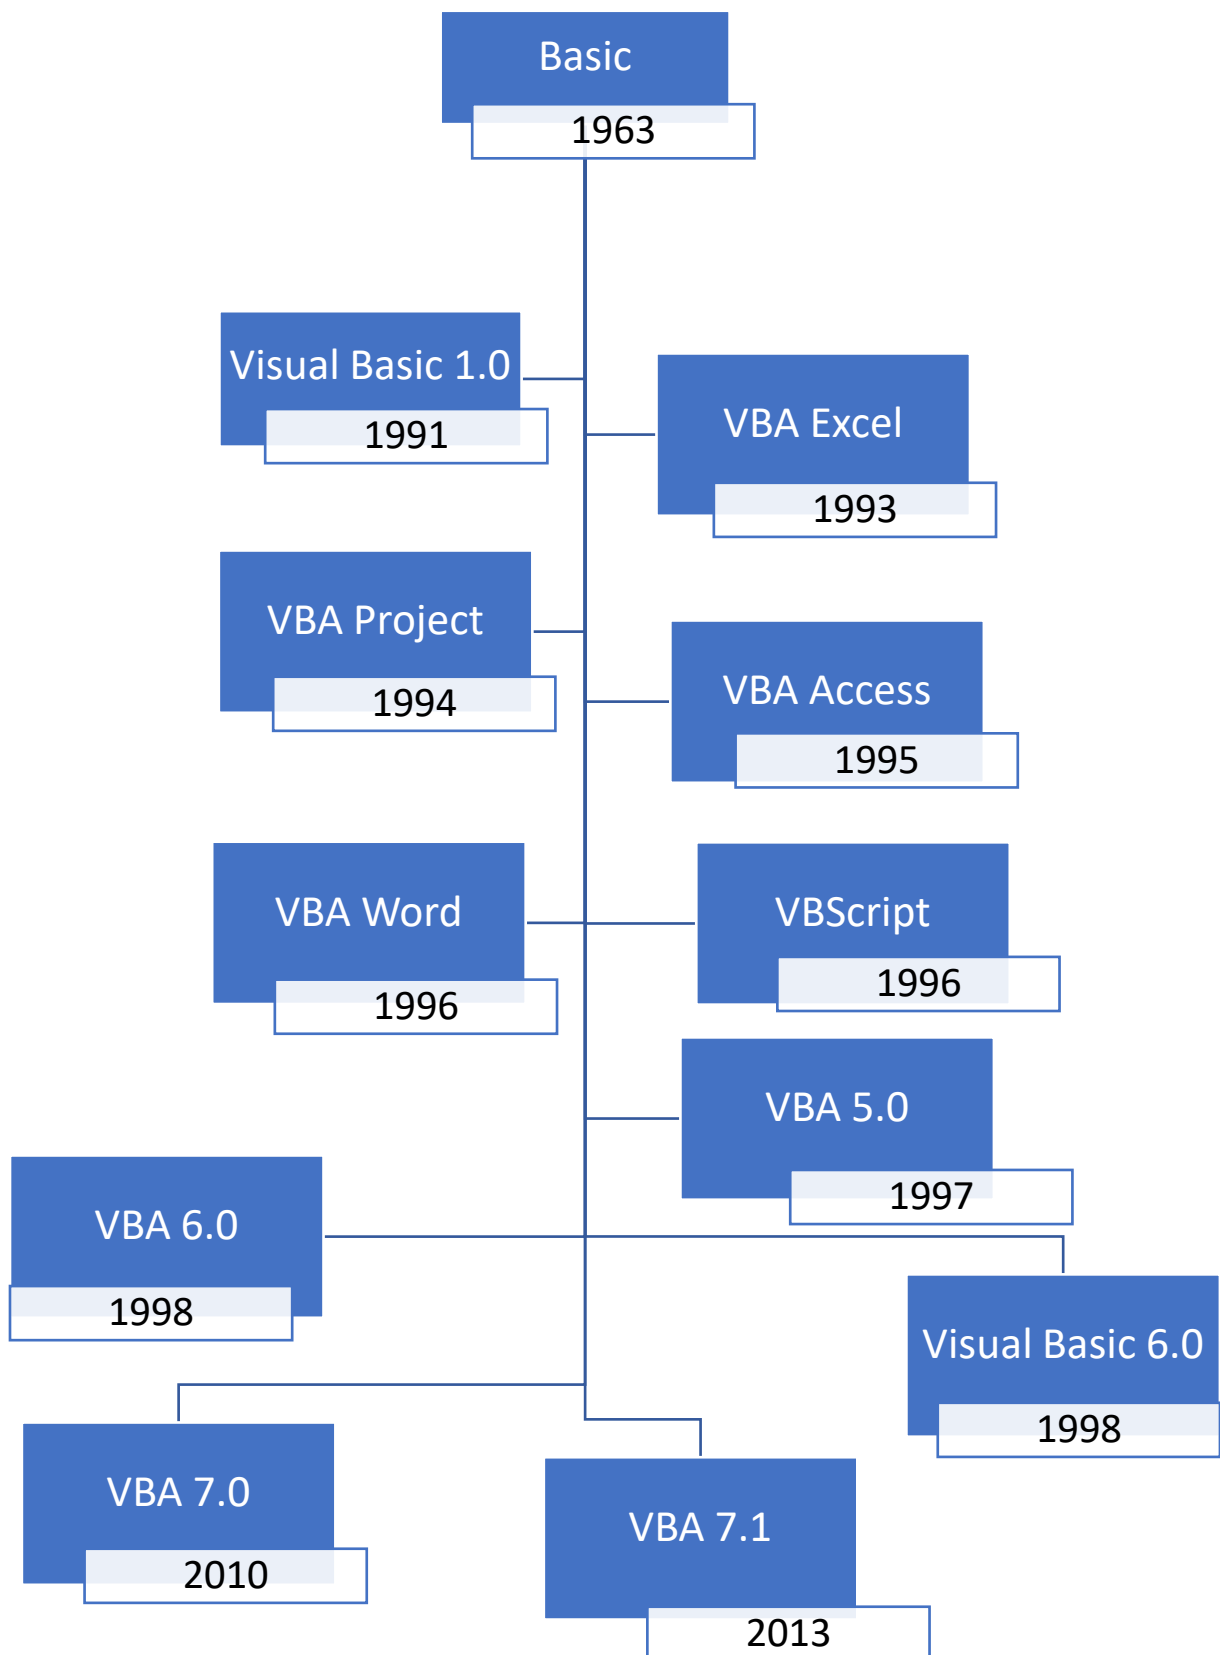 Basic
1963
Visual Basic 1.0
1991
VBA Excel
1993
VBA Project
1994
VBA Access
1995
VBA Word
1996
VBScript
1996
VBA 5.0
1997
VBA 6.0
1998
Visual Basic 6.0
1998
VBA 7.0
2010
VBA 7.1
2013